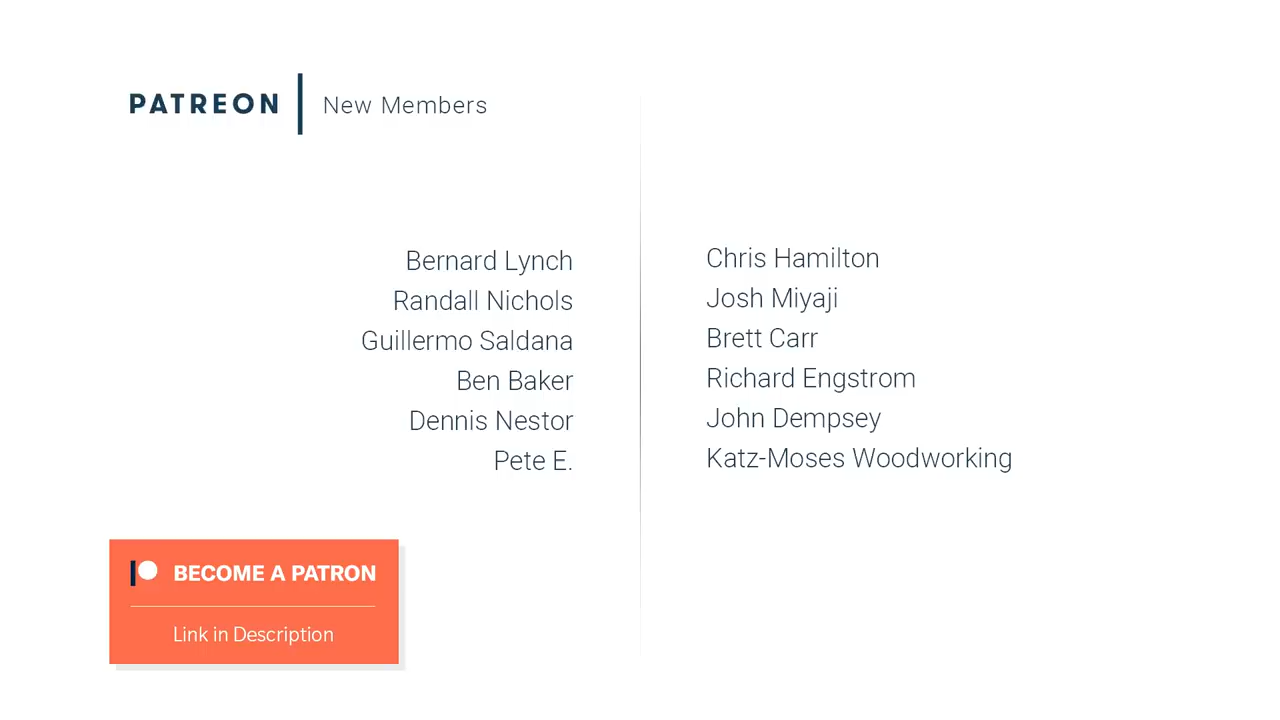 PATREON New Members
Bernard Lynch
Randall Nichols
Guillermo Saldana
Ben Baker
Dennis Nestor
Pete E.
Chris Hamilton
Josh Miyaji
Brett Carr
Richard Engstrom
John Dempsey
Katz-Moses Woodworking
BECOME A PATRON
Link in Description